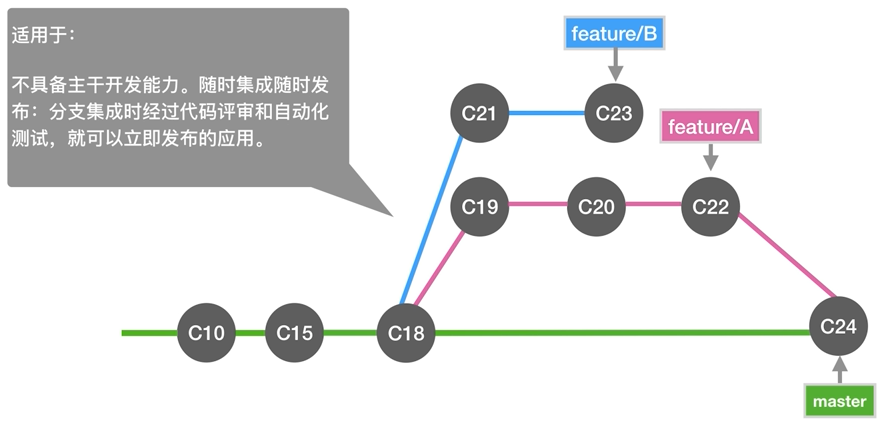 适用于：
不具备主干开发能力。随时集成随时发
布：分支集成时经过代码评审和自动化
测试，就可以立即发布的应用。
feature/B
C21
C23
feature/A
C19
C20
C22
C10
C15
C18
C24
master